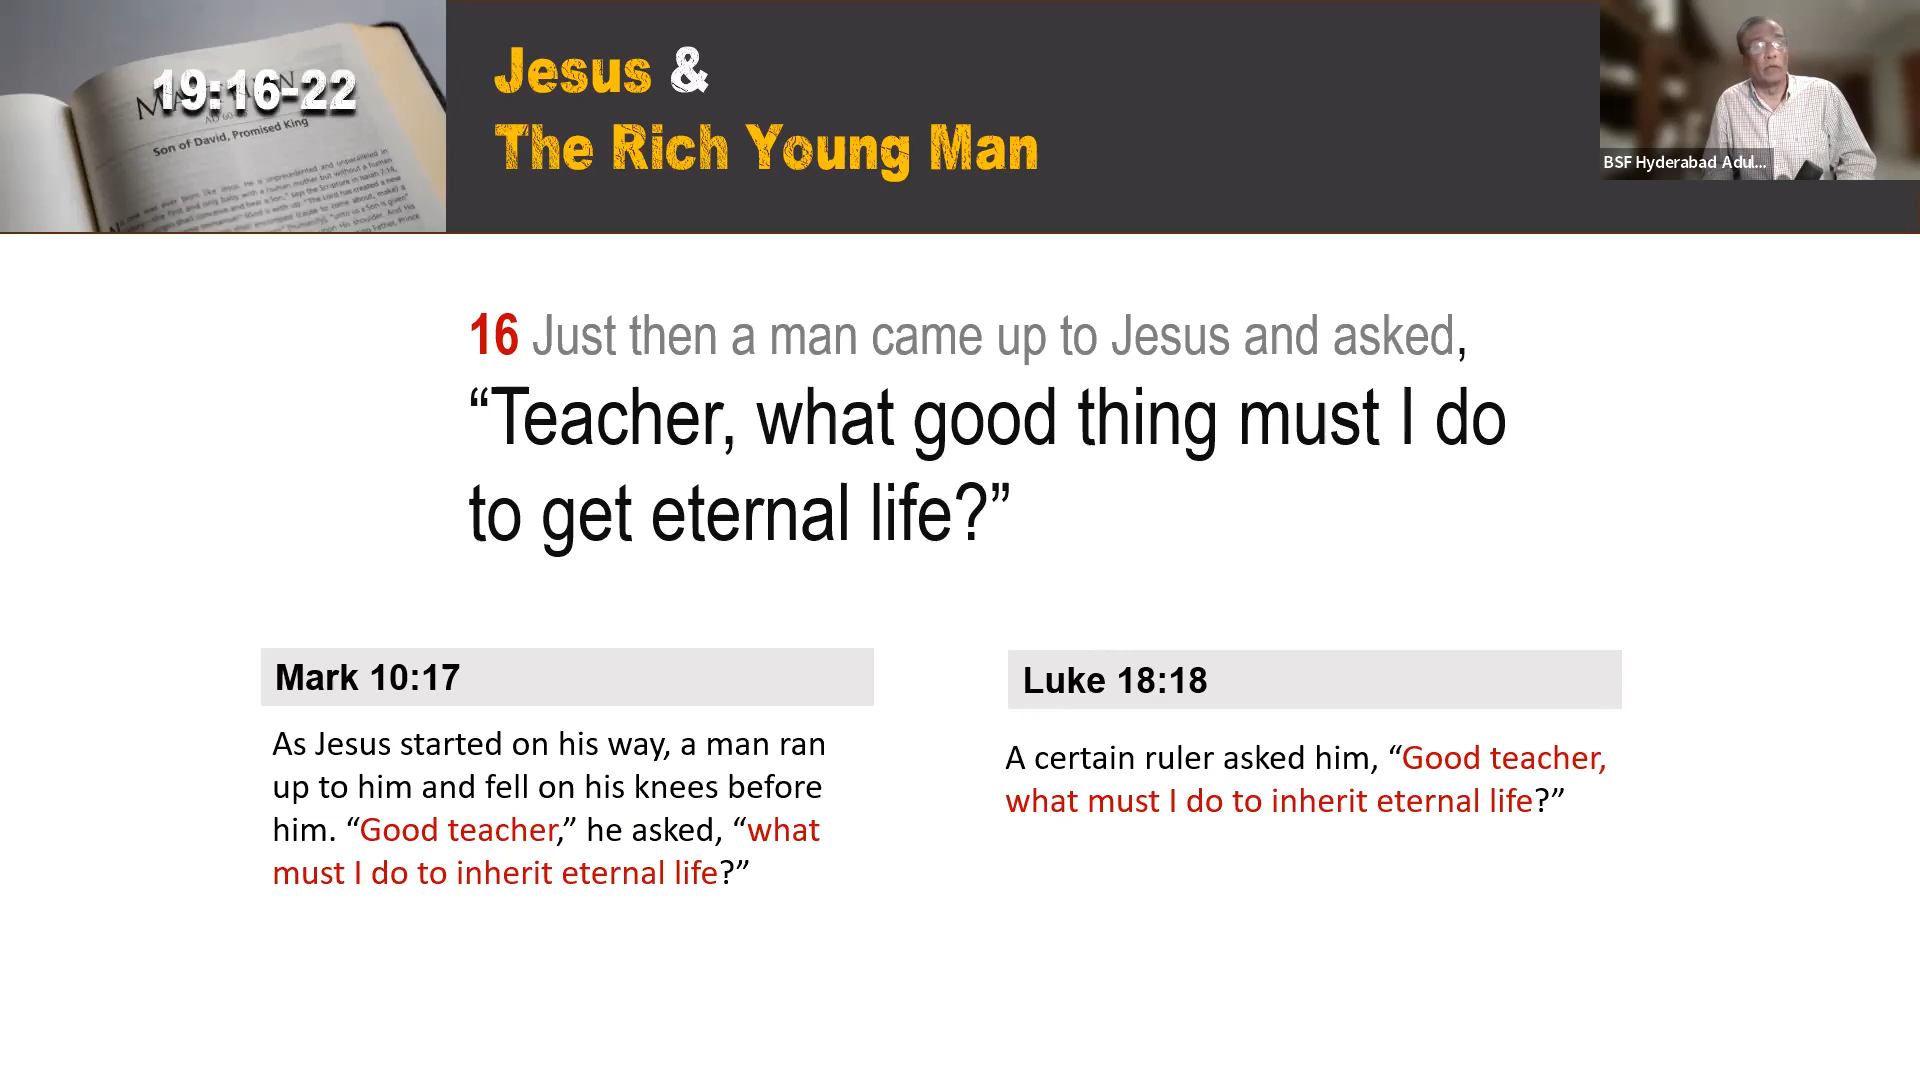 19:16-22
Son of David, Promised King
Jesus &
The Rich Young Man
BSF Hyderabad Adul...
16 Just then a man came up to Jesus and asked,
“Teacher, what good thing must I do
to get eternal life?”
Mark 10:17
As Jesus started on his way, a man ran
up to him and fell on his knees before
him. “Good teacher,” he asked, “what
must I do to inherit eternal life?”
Luke 18:18
A certain ruler asked him, “Good teacher,
what must I do to inherit eternal life?”